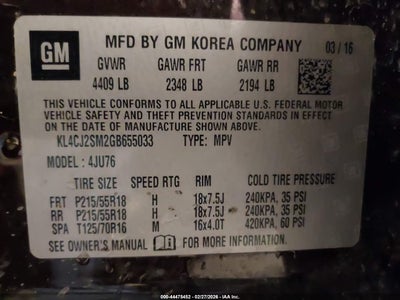 GM
MFD BY GM KOREA COMPANY 03 / 16
GVWR GAWR FRT GAWR RR
4409 LB 2348 LB 2194 LB
THIS VEHICLE CONFORMS TO ALL APPLICABLE U.S. FEDERAL MOTOR
VEHICLE SAFETY AND THEFT PREVENTION STANDARDS IN EFFECT ON
THE DATE OF MANUFACTURE SHOWN ABOVE.
KL4CJ2SM2GB655033 TYPE: MPV
MODEL : 4JU76
TIRE SIZE SPEED RTG RIM COLD TIRE PRESSURE
FRT P215/55R18 H 18x7.5J 240KPA, 35 PSI
RR P215/55R18 H 18x7.5J 240KPA, 35 PSI
SPA T125/70R16 M 16x4.0T 420KPA, 60 PSI
SEE OWNER'S MANUAL FOR ADDITIONAL INFORMATION.
000-44478452 - 02/27/2026 - IAA Inc.